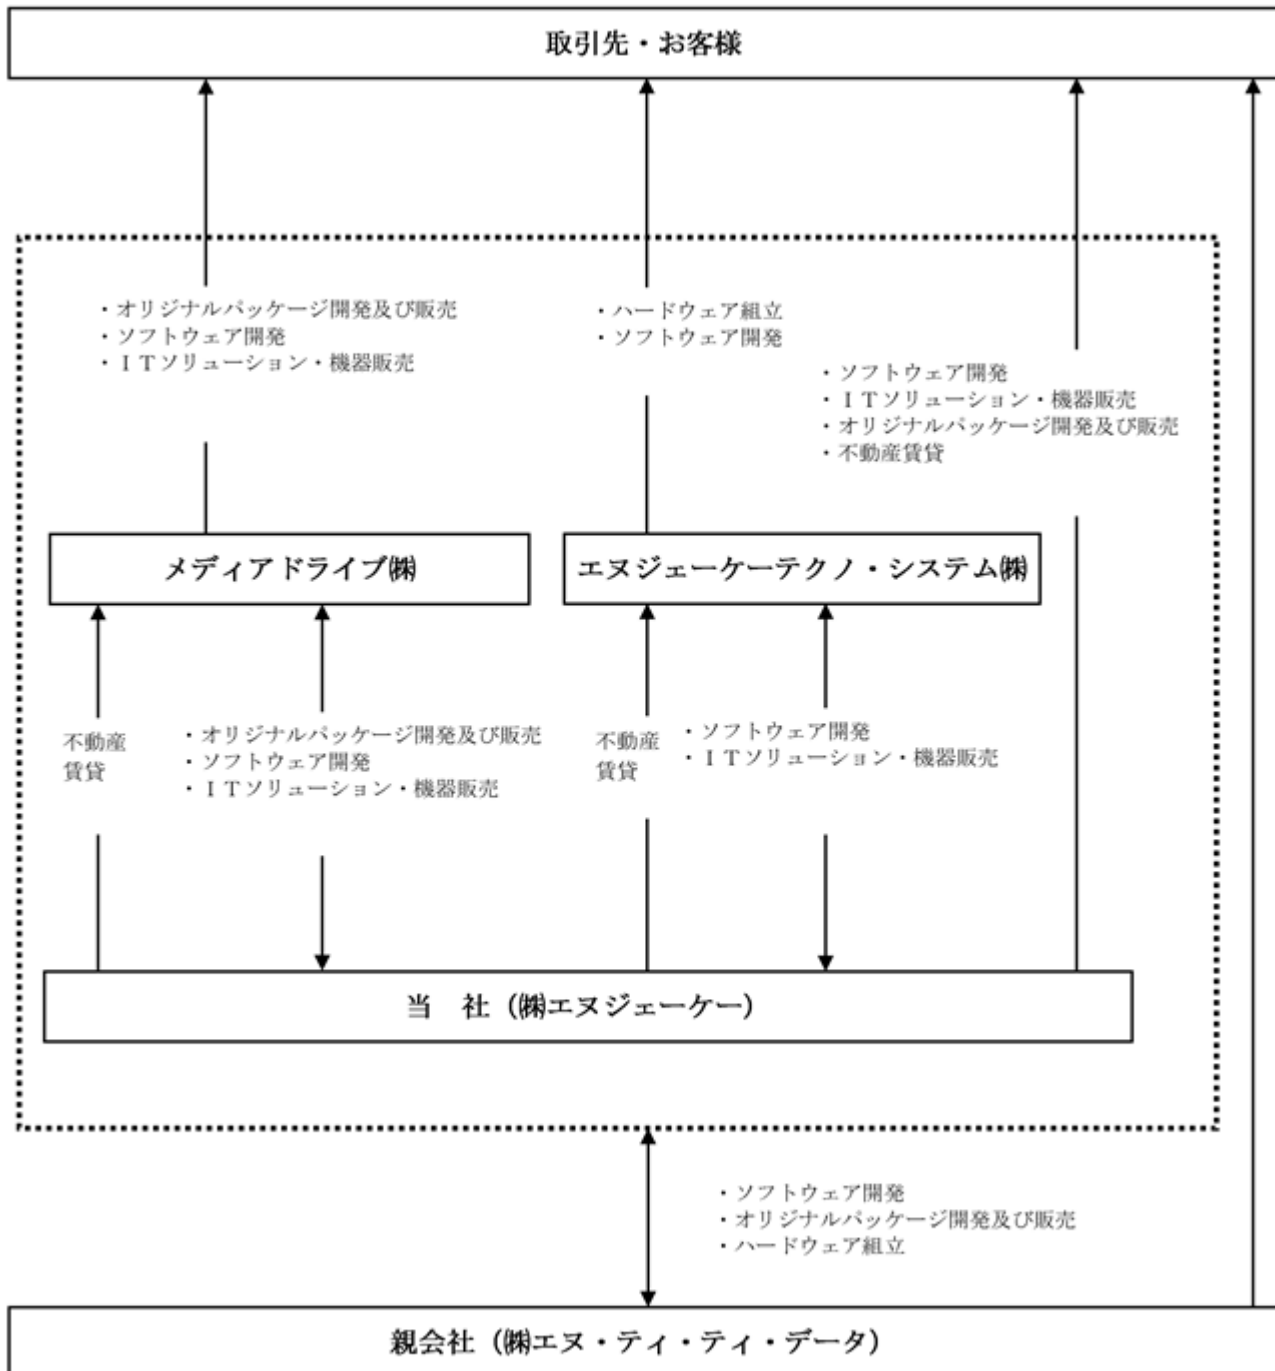 取引先・お客様
・オリジナルパッケージ開発及び販売
・ソフトウェア開発
・ＩＴソリューション・機器販売
・ハードウェア組立
・ソフトウェア開発
・ソフトウェア開発
・ＩＴソリューション・機器販売
・オリジナルパッケージ開発及び販売
・不動産賃貸
メディアドライブ㈱
エヌジェーケーテクノ・システム㈱
不動産
賃貸
・オリジナルパッケージ開発及び販売
・ソフトウェア開発
・ＩＴソリューション・機器販売
不動産
賃貸
・ソフトウェア開発
・ＩＴソリューション・機器販売
当　社（㈱エヌジェーケー）
・ソフトウェア開発
・オリジナルパッケージ開発及び販売
・ハードウェア組立
親会社（㈱エヌ・ティ・ティ・データ）